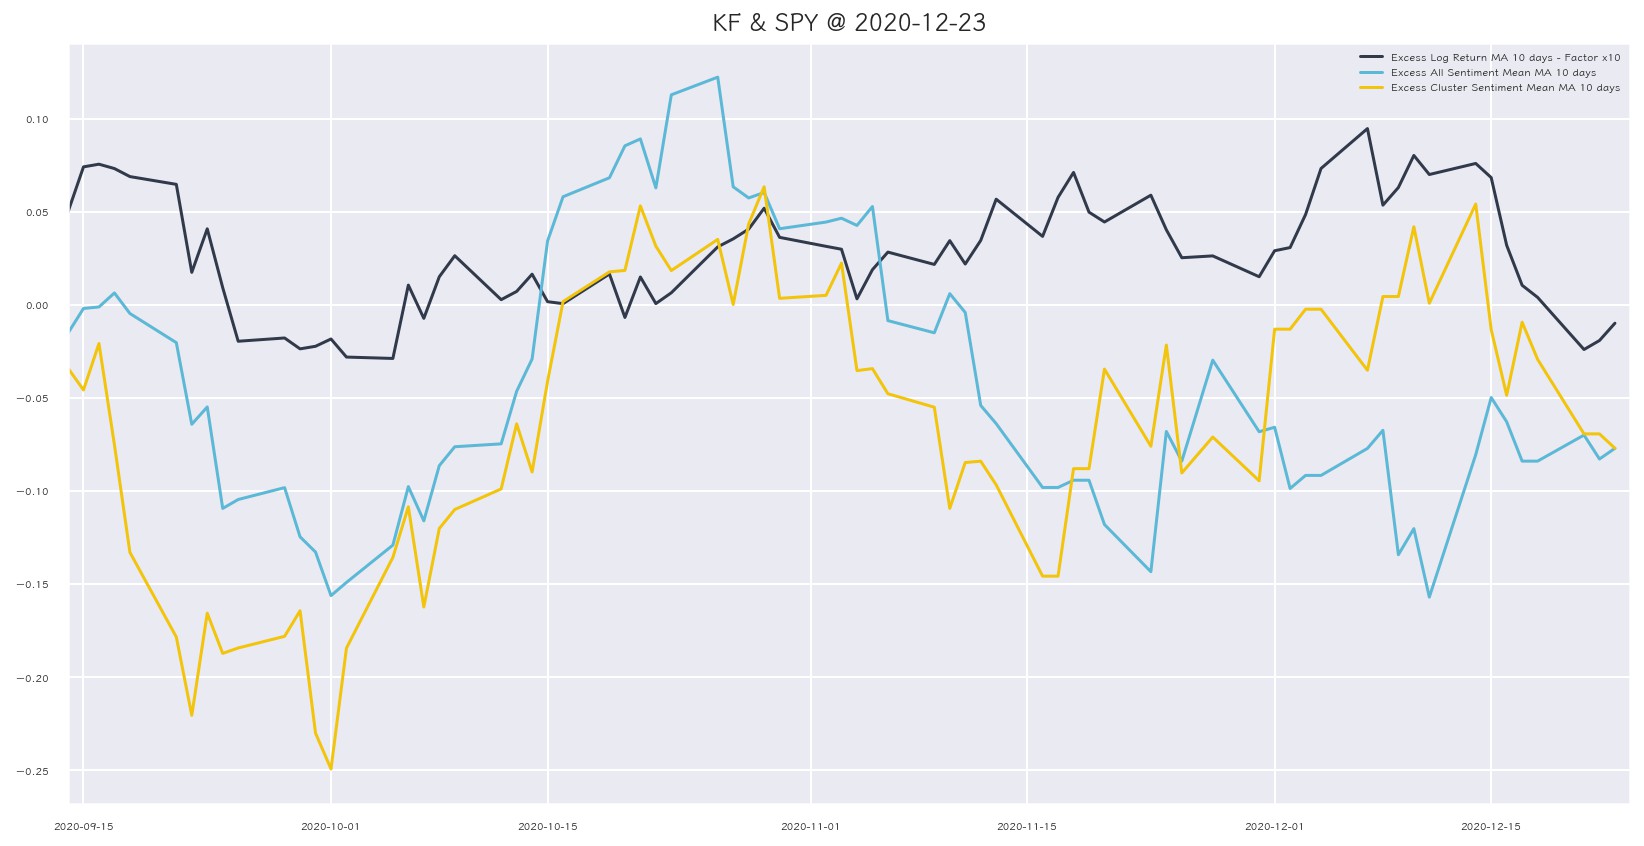 KF & SPY @ 2020-12-23
Excess Log Return MA 10 days - Factor x10
Excess All Sentiment Mean MA 10 days
Excess Cluster Sentiment Mean MA 10 days
0.10
0.05
0.00
−0.05
−0.10
−0.15
−0.20
−0.25
2020-09-15 2020-10-01 2020-10-15 2020-11-01 2020-11-15 2020-12-01 2020-12-15